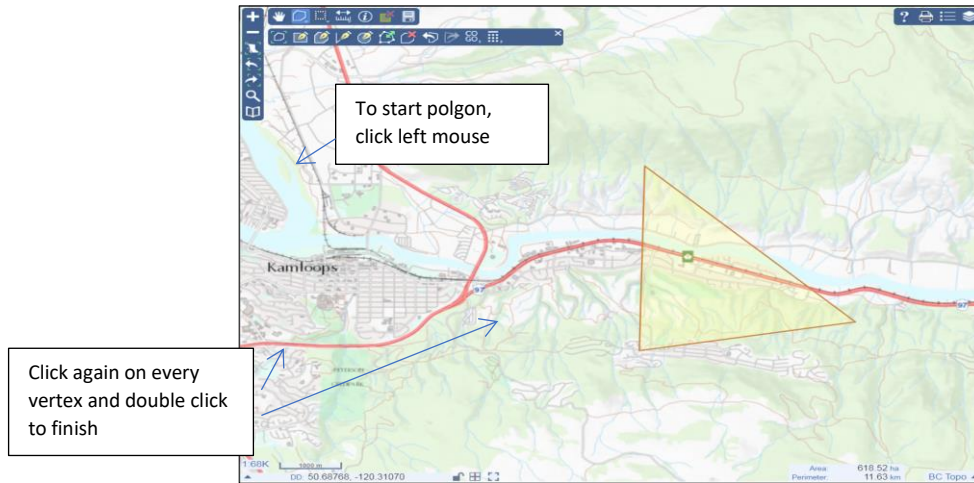 To start polgon,
click left mouse
Kamloops
97
97
Click again on every
vertex and double click
to finish
1:68K
1000 m
DD: 50.68768, -120.31070
Area: 618.52 ha
Perimeter: 11.63 km
BC Topo